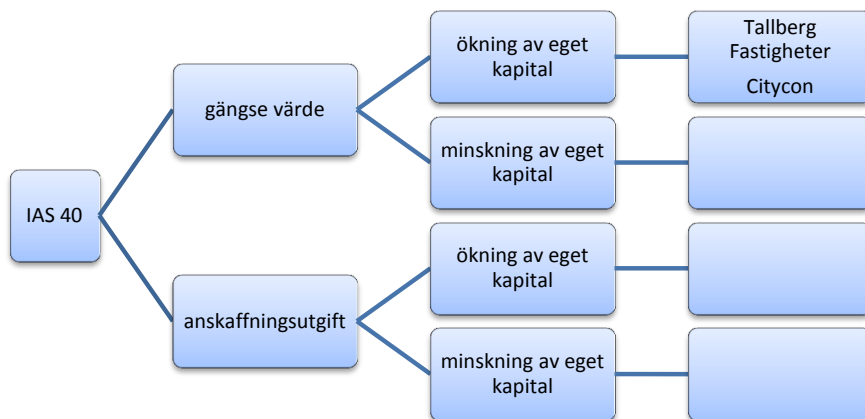 IAS 40
gängse värde
ökning av eget
kapital
Tallberg
Fastigheter
Citycon
minskning av eget
kapital
anskaffningsutgift
ökning av eget
kapital
minskning av eget
kapital